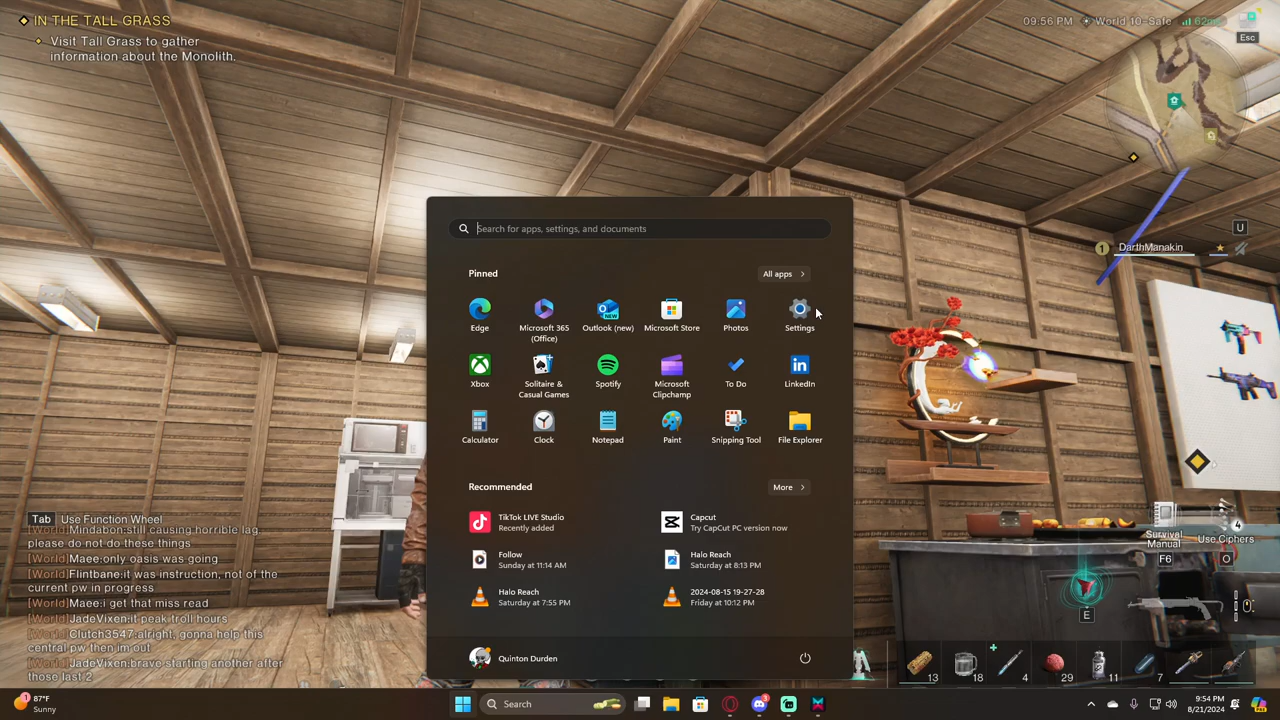 IN THE TALL GRASS
Visit Tall Grass to gather
information about the Monolith.
09:56 PM
World 10-Safe
62ms
Esc
U
1 DarthManakin
Search for apps, settings, and documents
Pinned
All apps
Edge
Microsoft 365
(Office)
Outlook (new)
NEW
Microsoft Store
Photos
Settings
Xbox
Solitaire &
Casual Games
Spotify
Microsoft
Clipchamp
To Do
LinkedIn
Calculator
Clock
Notepad
Paint
Snipping Tool
File Explorer
Recommended
More
TikTok LIVE Studio
Recently added
Capcut
Try CapCut PC version now
Follow
Sunday at 11:14 AM
Halo Reach
Saturday at 8:13 PM
Halo Reach
Saturday at 7:55 PM
2024-08-15 19-27-28
Friday at 10:12 PM
Quinton Durden
Tab Use Function Wheel
[World]Mindabon:still causing horrible lag
please do not do these things
[World]Maee:only oasis was going
[World]Flintbane:it was instruction, not of the
current pw in progress
[World]Maee:i get that miss read
[World]JadeVixen:it peak troll hours
[World]Clutch3547:alright, gonna help this
central pw then im out
[World]JadeVixen:brave starting another after
those last 2
Survival
Manual
F6
4
Use Ciphers
O
E
13
18
4
29
11
7
1
87°F
Sunny
Search
9:54 PM
8/21/2024